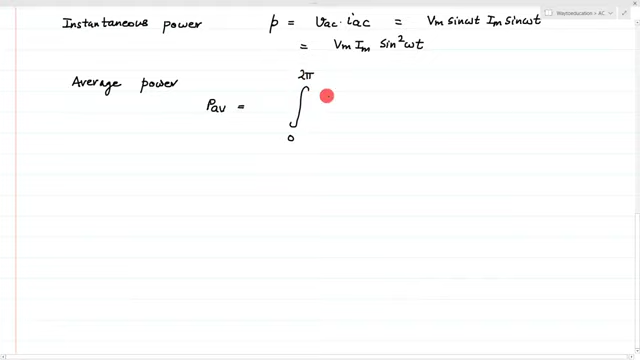 Waytoeducation > AC
Instantaneous power p = Vac . iac = Vm sinωt Im sinωt
= Vm Im sin²ωt
Average power
2π
Pav = ∫
0